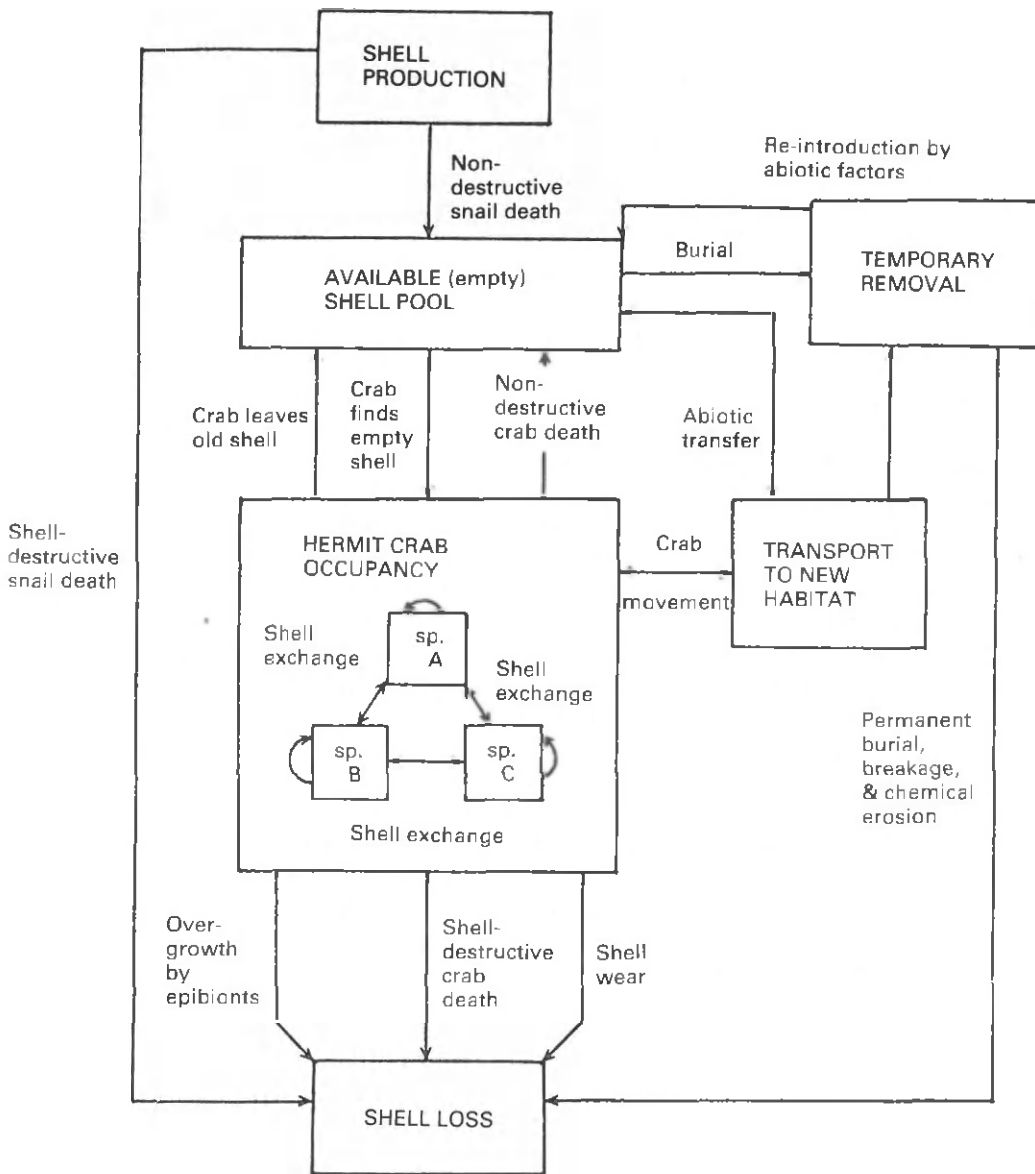 SHELL
PRODUCTION
Non-
destructive
snail death
Re-introduction by
abiotic factors
AVAILABLE (empty)
SHELL POOL
Burial
TEMPORARY
REMOVAL
Crab leaves
old shell
Crab
finds
empty
shell
Non-
destructive
crab death
Abiotic
transfer
Shell-
destructive
snail death
HERMIT CRAB
OCCUPANCY
Crab
movement
TRANSPORT
TO NEW
HABITAT
Shell
exchange
sp.
A
Shell
exchange
sp.
B
sp.
C
Shell exchange
Permanent
burial,
breakage,
& chemical
erosion
Over-
growth
by
epibionts
Shell-
destructive
crab
death
Shell
wear
SHELL LOSS